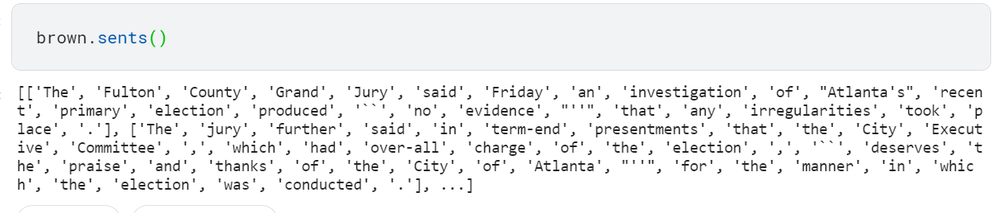 brown.sents()
[['The', 'Fulton', 'County', 'Grand', 'Jury', 'said', 'Friday', 'an', 'investigation', 'of', "Atlanta's", 'recen
t', 'primary', 'election', 'produced', '``', 'no', 'evidence', "''", 'that', 'any', 'irregularities', 'took', 'p
lace', '.'], ['The', 'jury', 'further', 'said', 'in', 'term-end', 'presentments', 'that', 'the', 'City', 'Execut
ive', 'Committee', ',', 'which', 'had', 'over-all', 'charge', 'of', 'the', 'election', ',', '``', 'deserves', 't
he', 'praise', 'and', 'thanks', 'of', 'the', 'City', 'of', 'Atlanta', "''", 'for', 'the', 'manner', 'in', 'whic
h', 'the', 'election', 'was', 'conducted', '.'], ...]